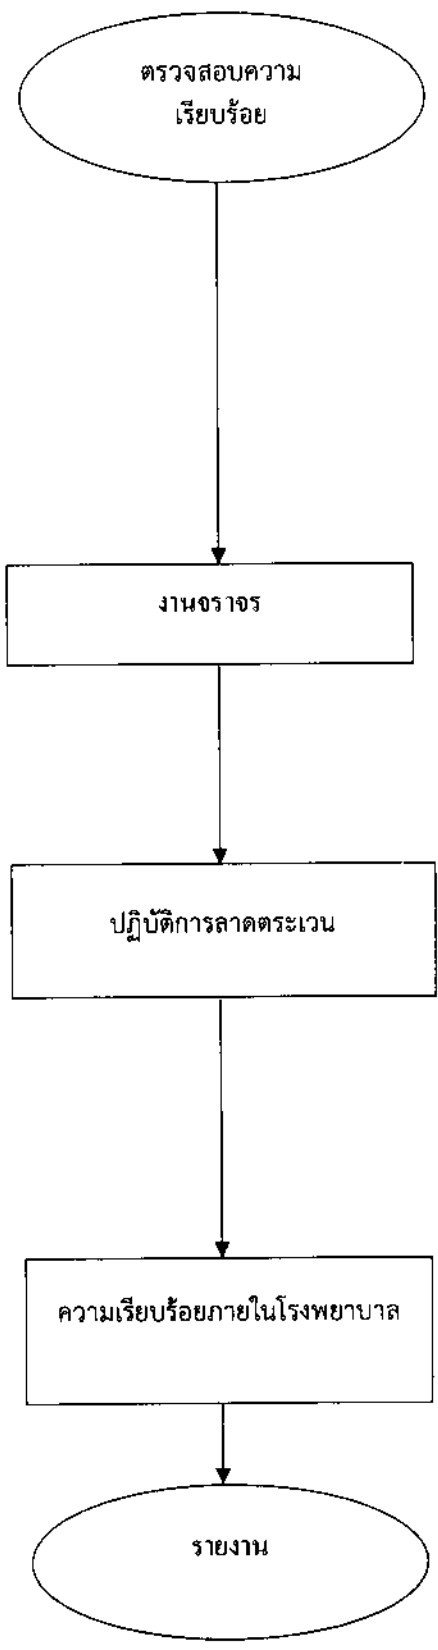 ตรวจสอบความ
เรียบร้อย
งานจราจร
ปฏิบัติการลาดตระเวน
ความเรียบร้อยภายในโรงพยาบาล
รายงาน